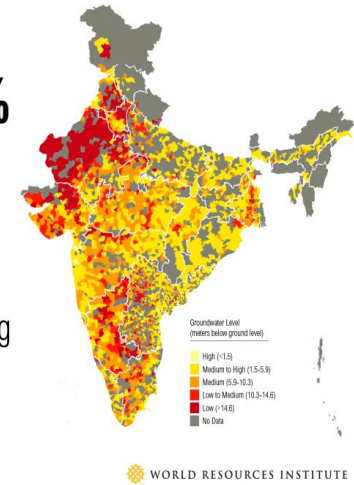 g
Groundwater Level
(meters below ground level)
High (<1.5)
Medium to High (1.5-5.9)
Medium (5.9-10.3)
Low to Medium (10.3-14.6)
Low (>14.6)
No Data
WORLD RESOURCES INSTITUTE